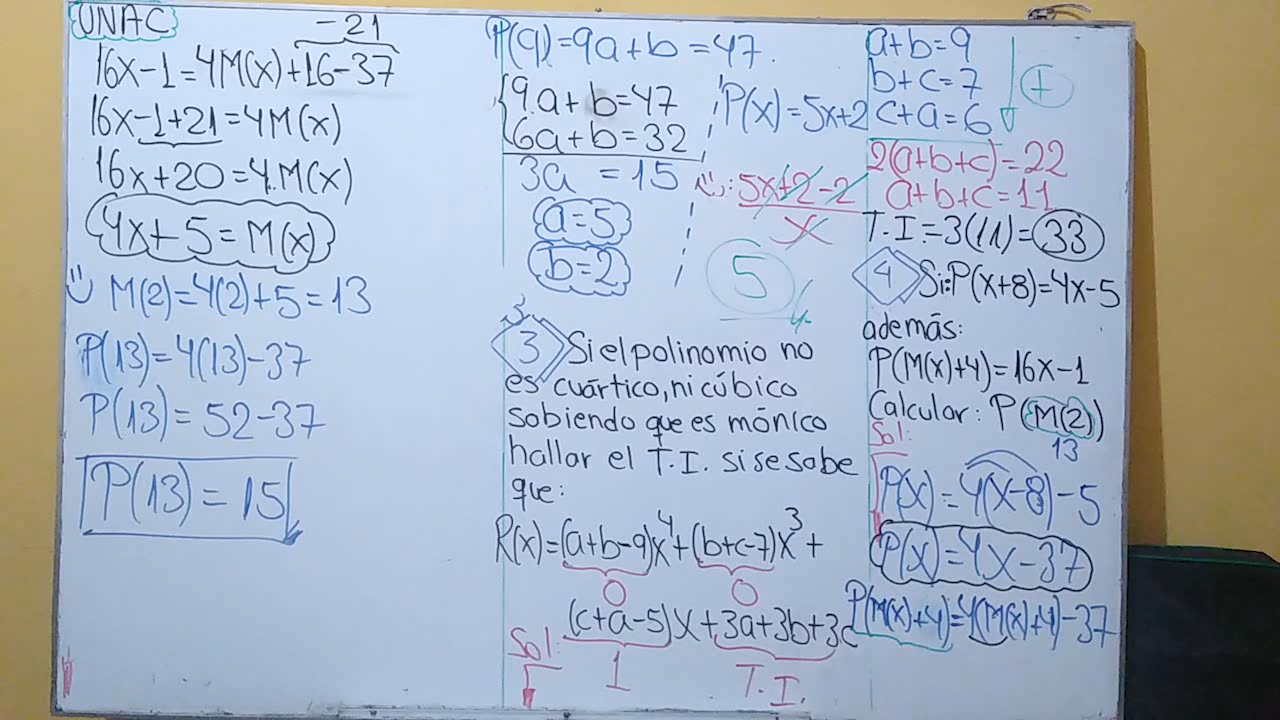 UNAC
-21
16x-1=4M(x)+16-37
16x-1+21=4M(x)
16x+20=4.M(x)
4x+5=M(x)
M(2)=4(2)+5=13
P(13)=4(13)-37
P(13)=52-37
P(13)=15
P(9)=9a+b=47.
9.a+b=47
6a+b=32
3a =15
a=5
b=2
P(x)=5x+2
∴: 5x+2-2
x
5
3 Si el polinomio no
es cuártico, ni cúbico
sobiendo que es mónico
hallar el T.I. si se sabe
que:
R(x)=(a+b-9)x⁴+(b+c-7)x³+
0 0
(c+a-5)x+3a+3b+3c
Sol: 1 T.I.
a+b=9
b+c=7
c+a=6
+
2(a+b+c)=22
a+b+c=11
T.I.=3(11)=33
4 Si:P(x+8)=4x-5
además:
P(M(x)+4)=16x-1
Calcular: P(M(2))
Sol: 13
P(x)=4(x-8)-5
P(x)=4x-37
P(M(x)+4)=4(M(x)+4)-37